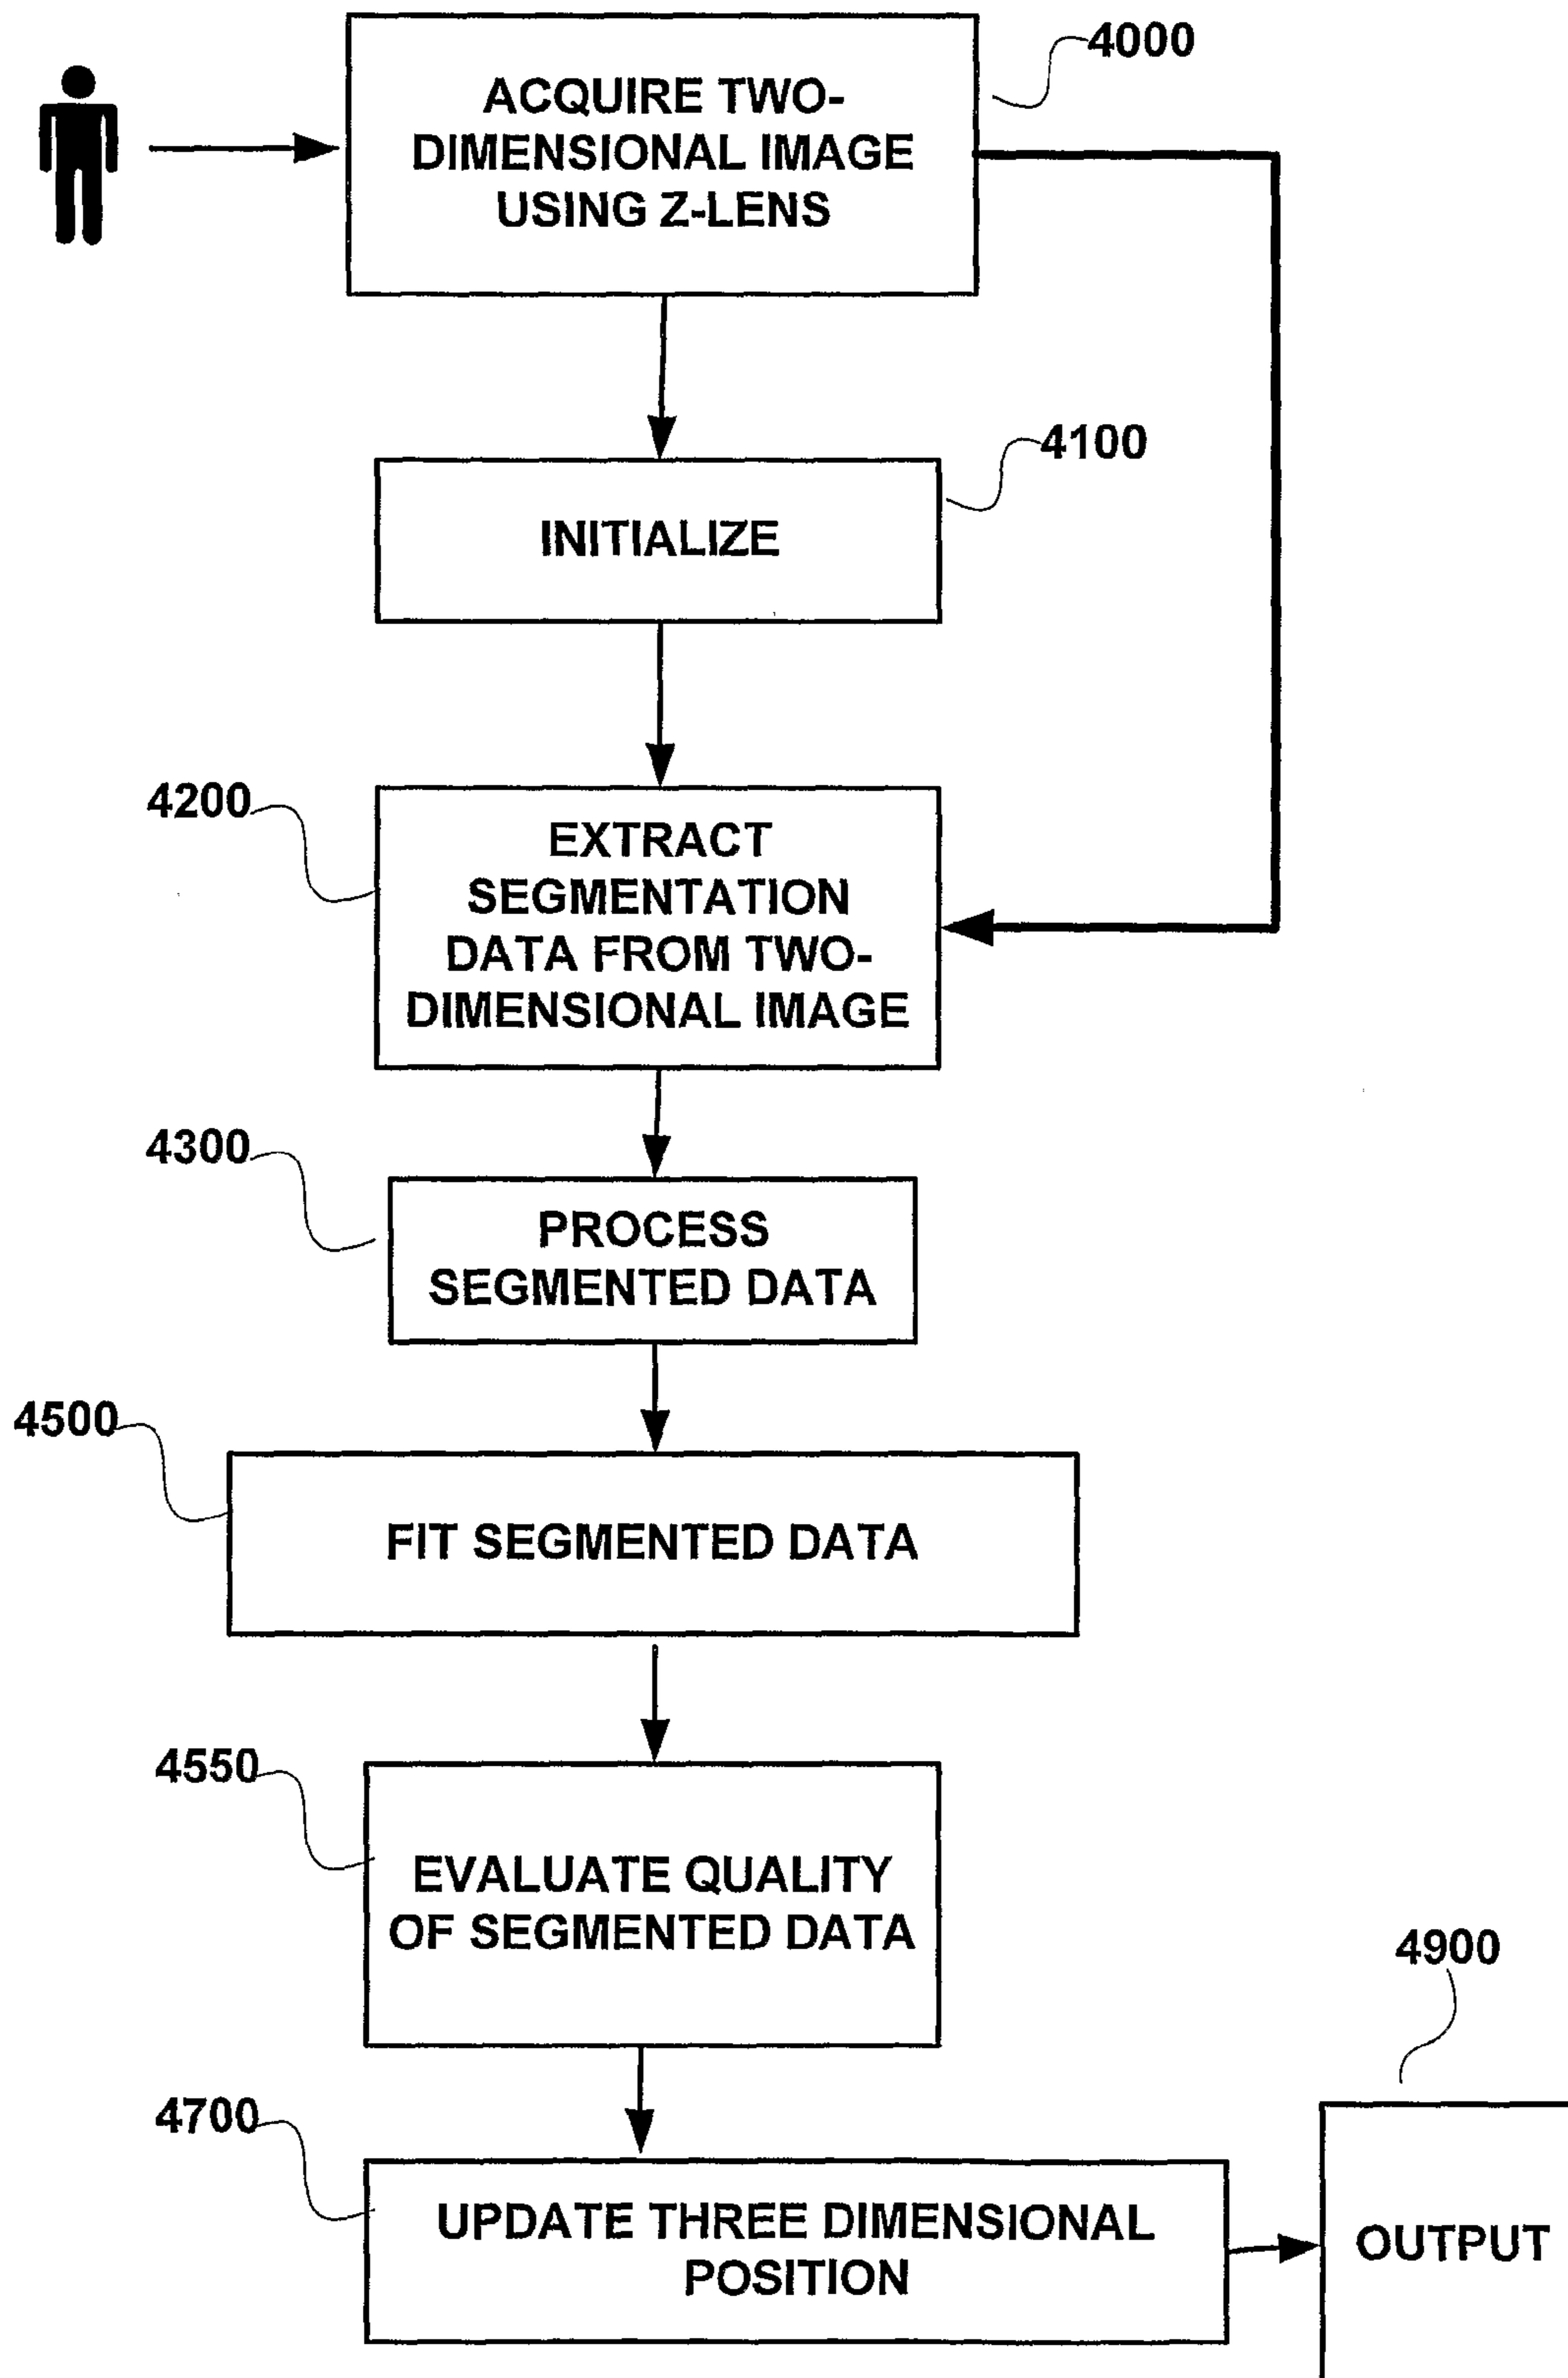 4000
ACQUIRE TWO-
DIMENSIONAL IMAGE
USING Z-LENS
4100
INITIALIZE
4200
EXTRACT
SEGMENTATION
DATA FROM TWO-
DIMENSIONAL IMAGE
4300
PROCESS
SEGMENTED DATA
4500
FIT SEGMENTED DATA
4550
EVALUATE QUALITY
OF SEGMENTED DATA
4900
4700
UPDATE THREE DIMENSIONAL
POSITION
OUTPUT